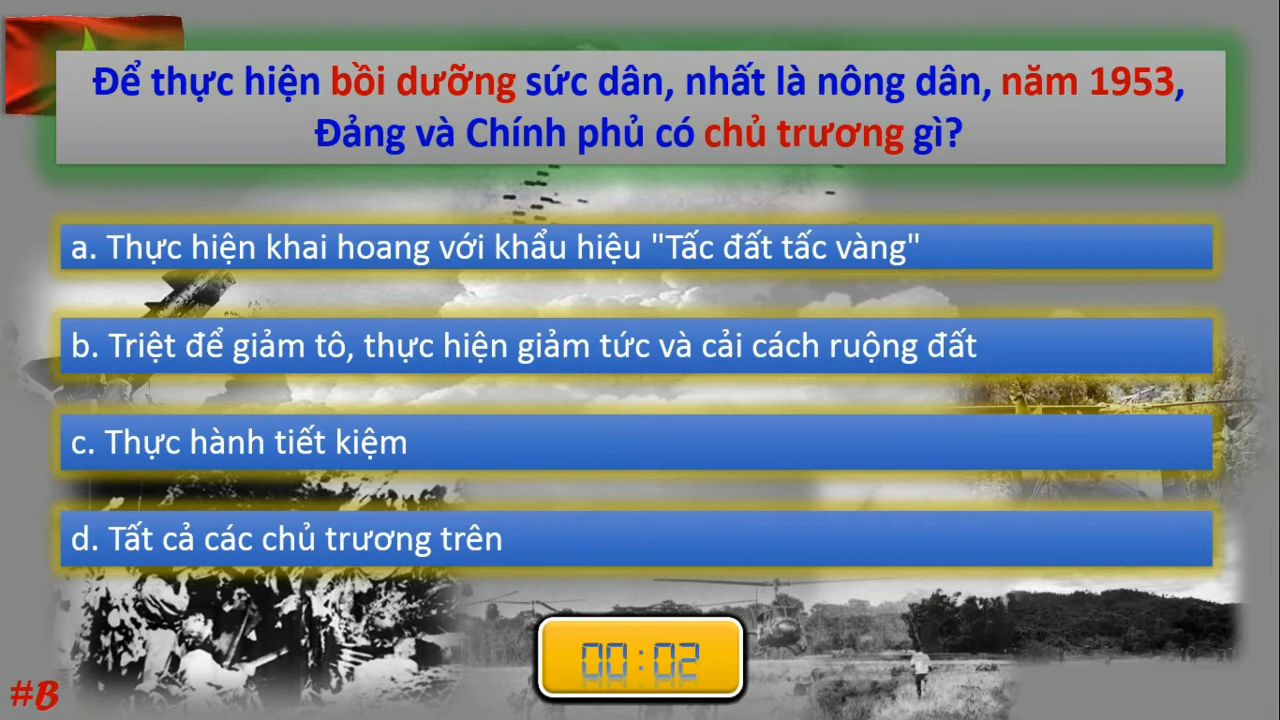 Để thực hiện bồi dưỡng sức dân, nhất là nông dân, năm 1953,
Đảng và Chính phủ có chủ trương gì?
a. Thực hiện khai hoang với khẩu hiệu "Tấc đất tấc vàng"
b. Triệt để giảm tô, thực hiện giảm tức và cải cách ruộng đất
c. Thực hành tiết kiệm
d. Tất cả các chủ trương trên
00:02
#B